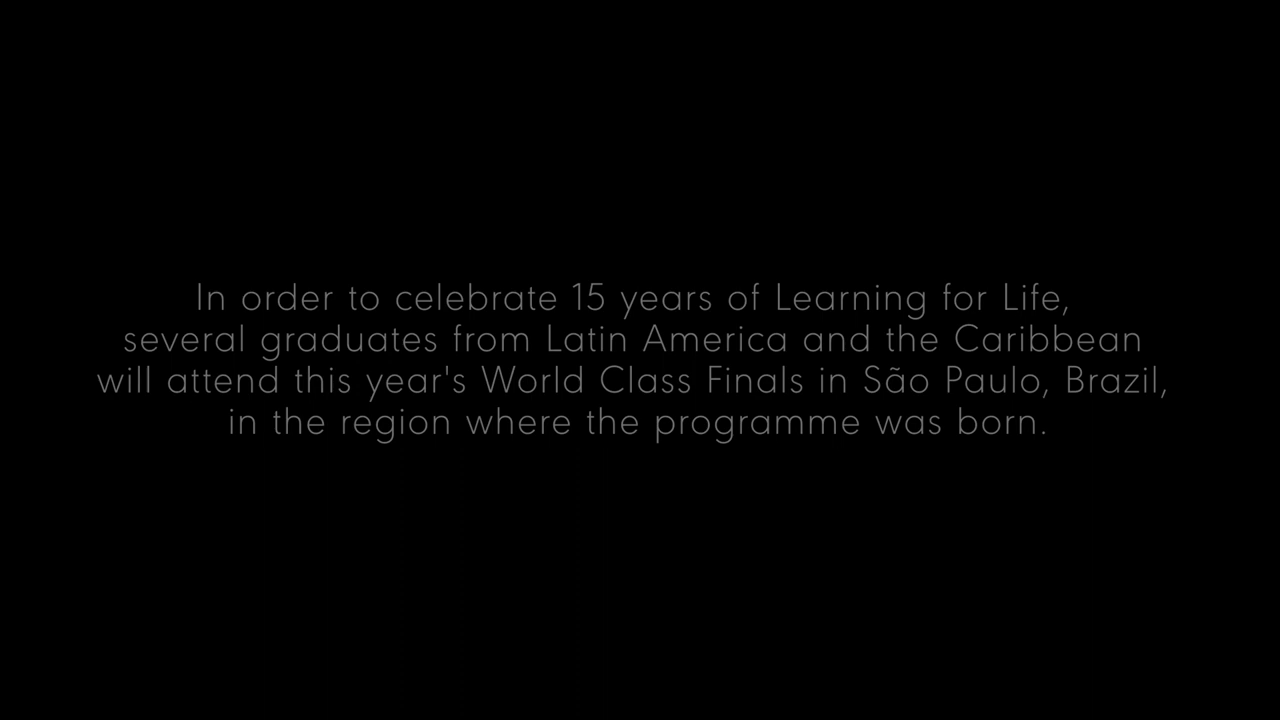 In order to celebrate 15 years of Learning for Life,
several graduates from Latin America and the Caribbean
will attend this year's World Class Finals in São Paulo, Brazil,
in the region where the programme was born.